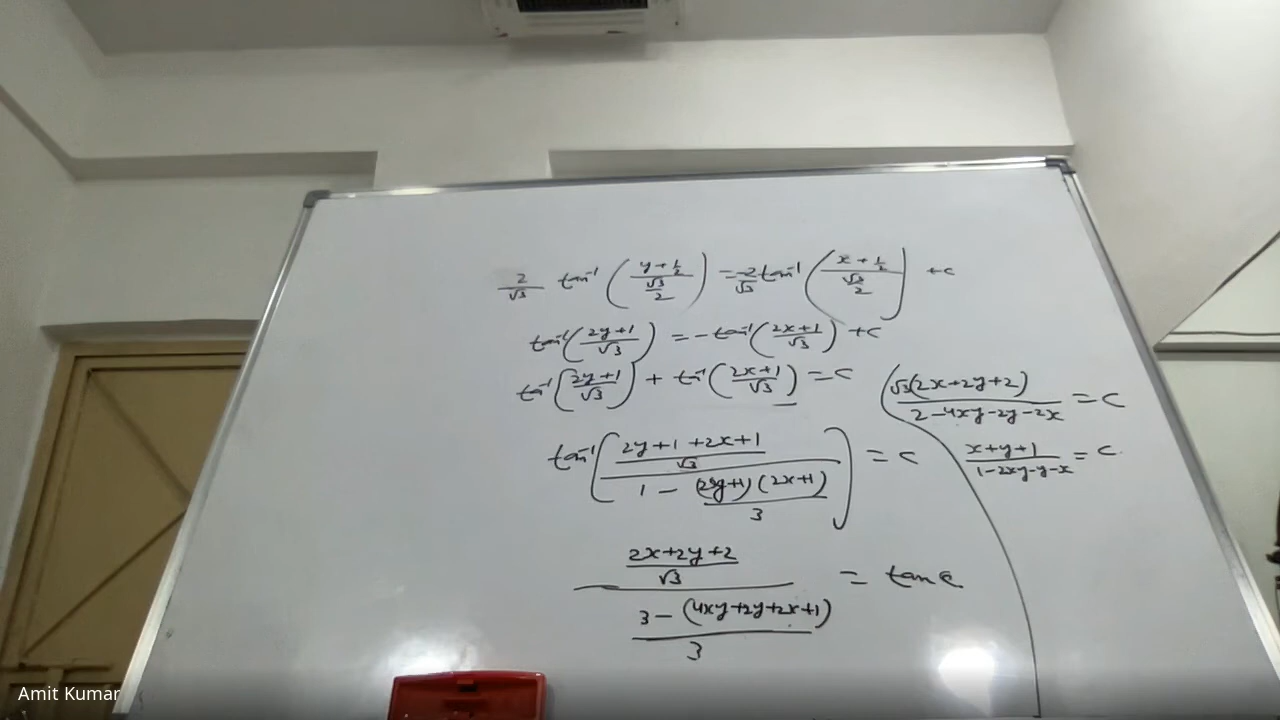 2/√3 tan⁻¹((y+1/2)/(√3/2)) = -2/√3 tan⁻¹((x+1/2)/(√3/2)) +c
tan⁻¹((2y+1)/√3) = -tan⁻¹((2x+1)/√3) +c
tan⁻¹((2y+1)/√3) + tan⁻¹((2x+1)/√3) = c
tan⁻¹(((2y+1+2x+1)/√3)/(1 - (2y+1)(2x+1)/3)) = c
((2x+2y+2)/√3)/((3-(4xy+2y+2x+1))/3) = tan c
√3(2x+2y+2)/(2-4xy-2y-2x) = c
(x+y+1)/(1-2xy-y-x) = c
Amit Kumar